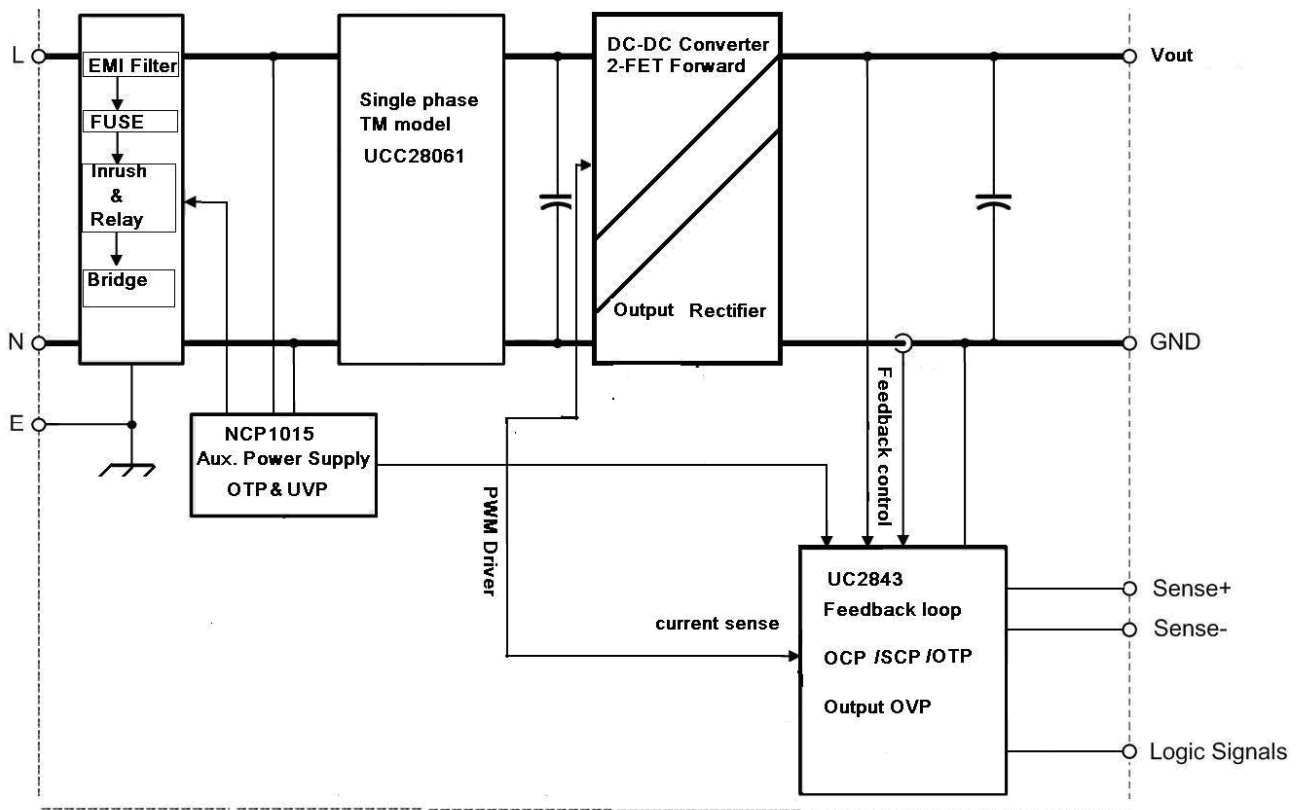 L
EMI Filter
FUSE
Inrush
&
Relay
Bridge
N
E
Single phase
TM model
UCC28061
DC-DC Converter
2-FET Forward
Output Rectifier
Vout
GND
NCP1015
Aux. Power Supply
OTP & UVP
PWM Driver
Feedback control
current sense
UC2843
Feedback loop
OCP /SCP /OTP
Output OVP
Sense+
Sense-
Logic Signals